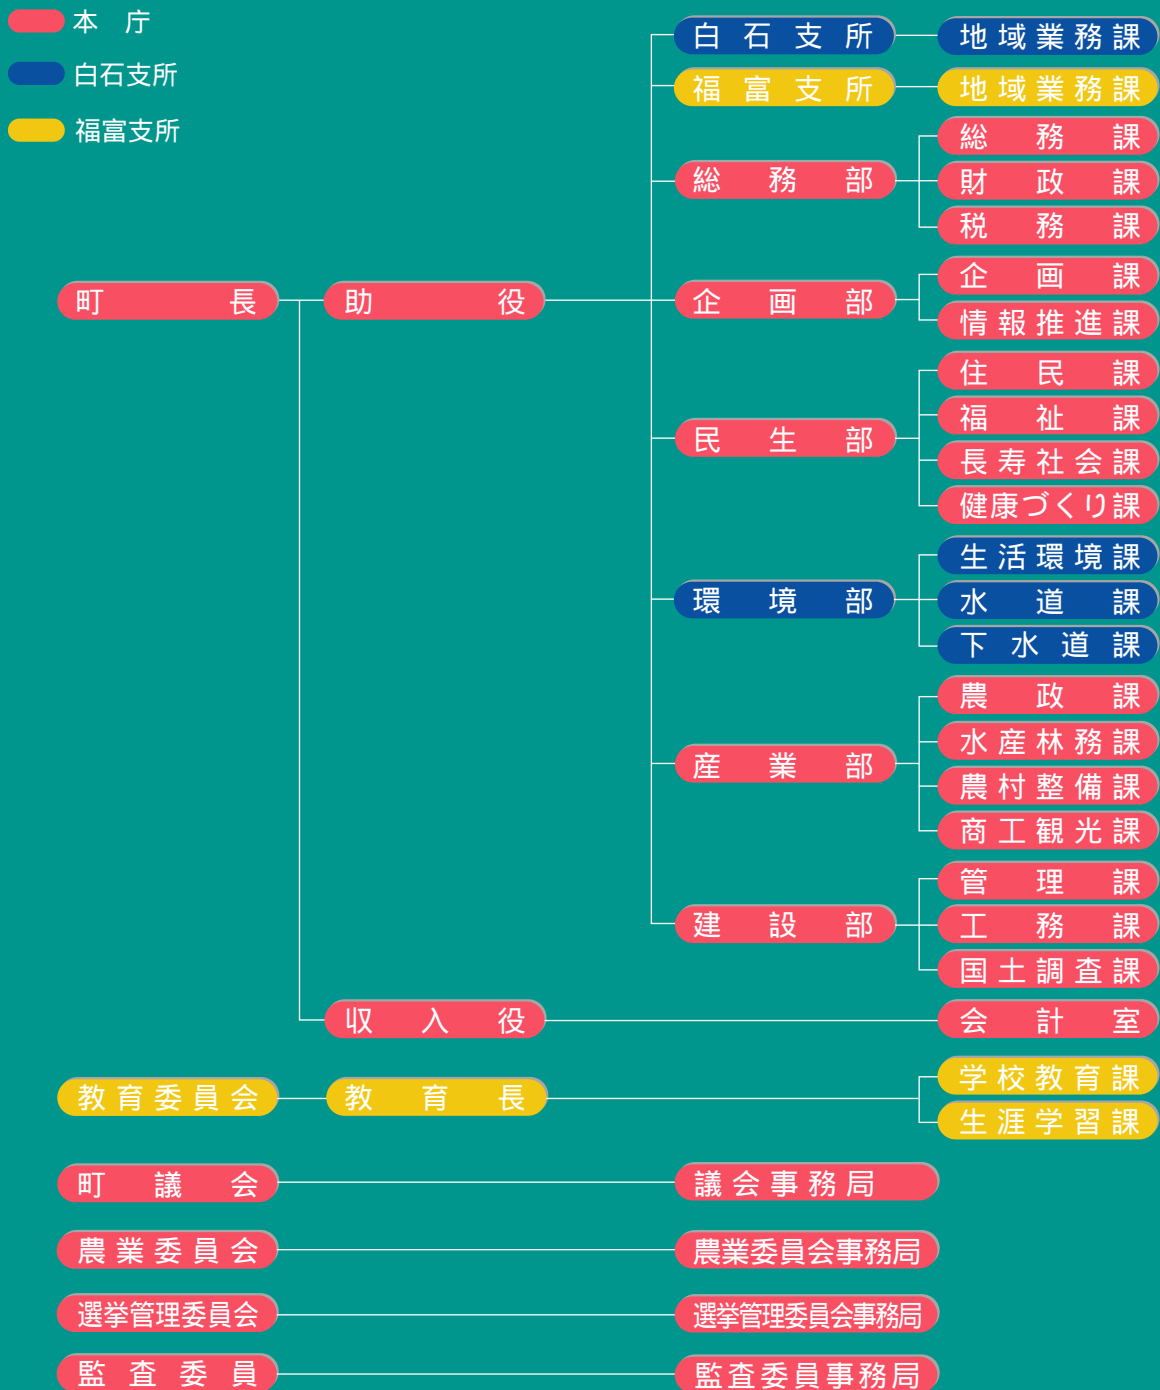 本庁
白石支所
福富支所
白石支所
地域業務課
福富支所
地域業務課
総務部
総務課
財政課
税務課
町長
助役
企画部
企画課
情報推進課
民生部
住民課
福祉課
長寿社会課
健康づくり課
環境部
生活環境課
水道課
下水道課
産業部
農政課
水産林務課
農村整備課
商工観光課
建設部
管理課
工務課
国土調査課
収入役
会計室
教育委員会
教育長
学校教育課
生涯学習課
町議会
議会事務局
農業委員会
農業委員会事務局
選挙管理委員会
選挙管理委員会事務局
監査委員
監査委員事務局